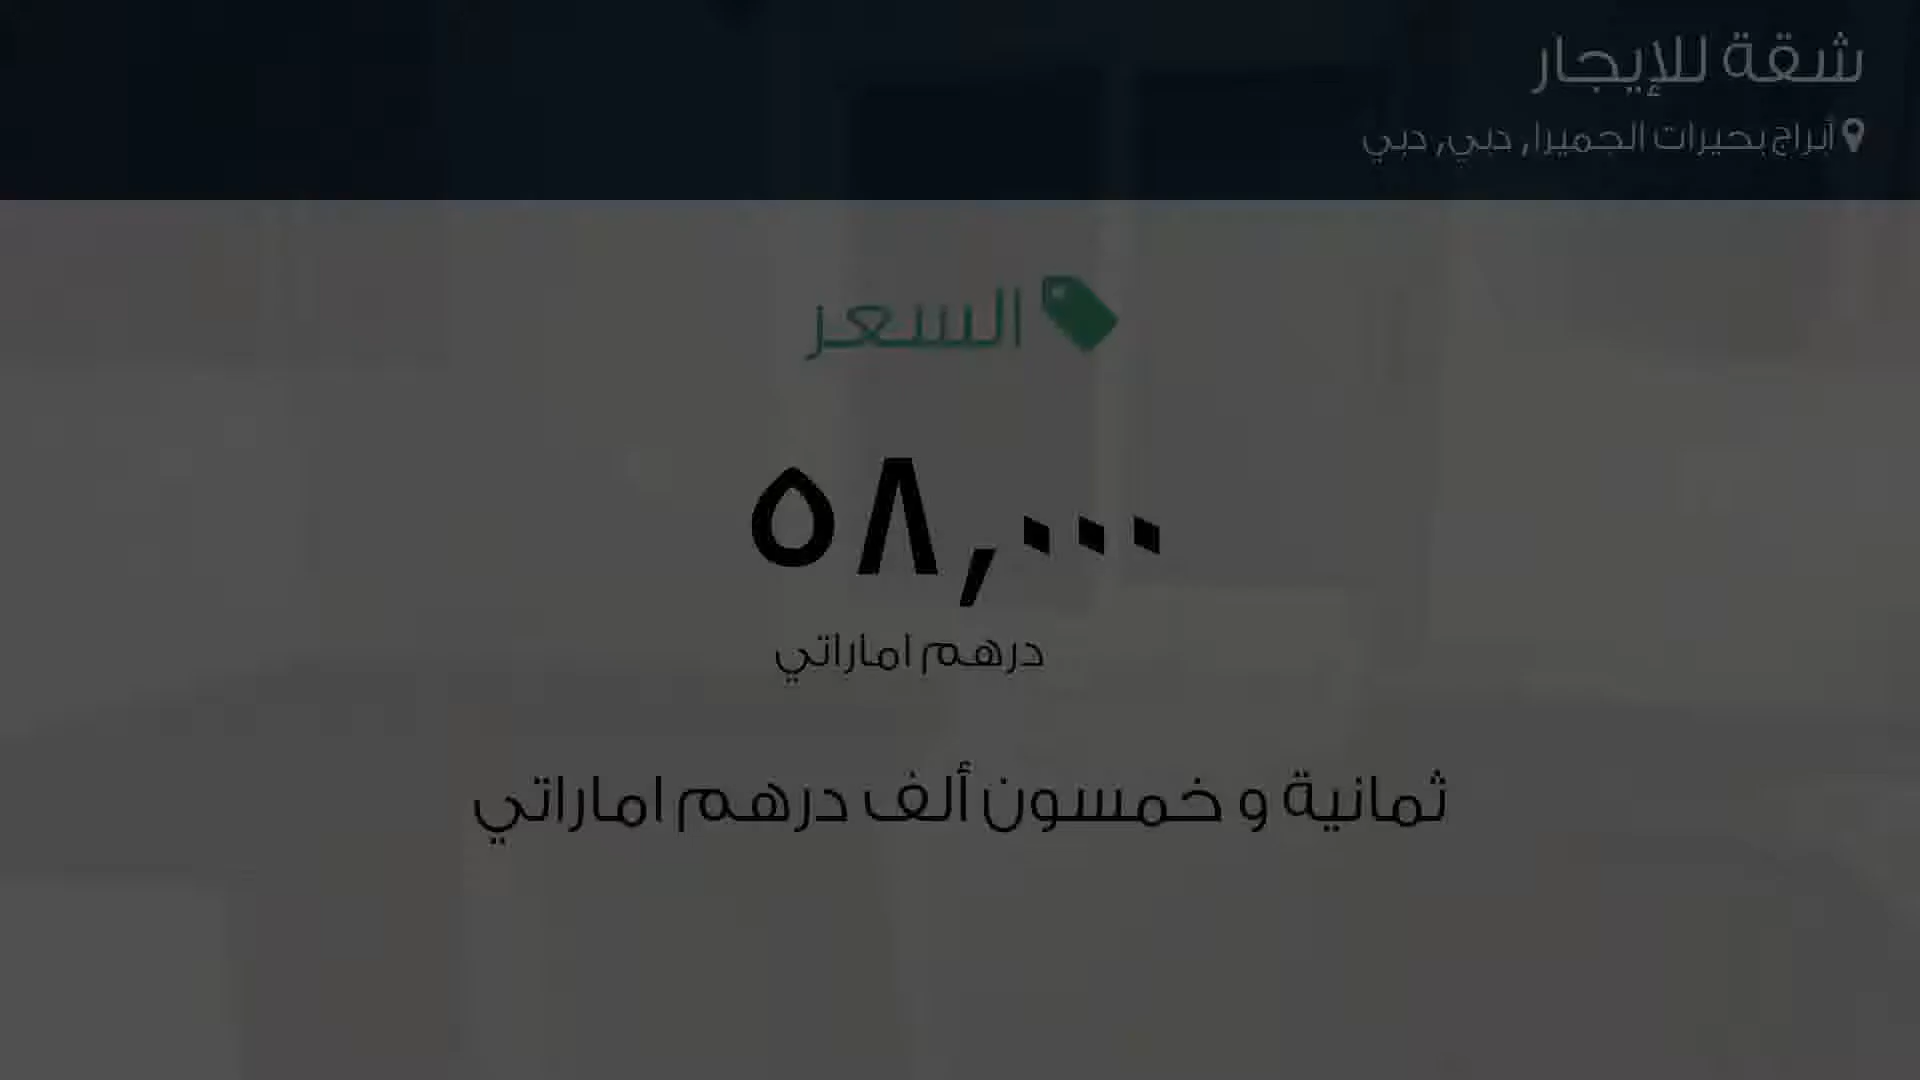 شقة للإيجار
أبراج بحيرات الجميرا, دبي, دبي
السعر
٥٨,٠٠٠
درهم اماراتي
ثمانية و خمسون ألف درهم اماراتي